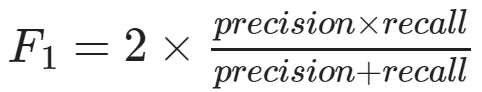 F₁ = 2 × precision×recall / precision+recall